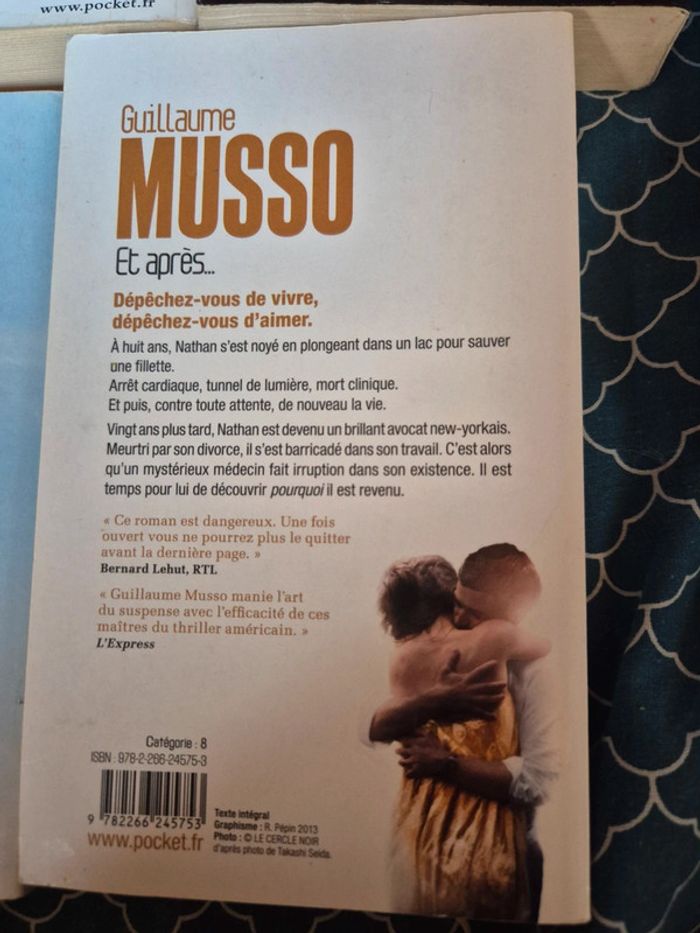 www.pocket.fr
Guillaume
MUSSO
Et après...
Dépêchez-vous de vivre,
dépêchez-vous d'aimer.
À huit ans, Nathan s'est noyé en plongeant dans un lac pour sauver
une fillette.
Arrêt cardiaque, tunnel de lumière, mort clinique.
Et puis, contre toute attente, de nouveau la vie.
Vingt ans plus tard, Nathan est devenu un brillant avocat new-yorkais.
Meurtri par son divorce, il s'est barricadé dans son travail. C'est alors
qu'un mystérieux médecin fait irruption dans son existence. Il est
temps pour lui de découvrir pourquoi il est revenu.
« Ce roman est dangereux. Une fois
ouvert vous ne pourrez plus le quitter
avant la dernière page. »
Bernard Lehut, RTL
« Guillaume Musso manie l'art
du suspense avec l'efficacité de ces
maîtres du thriller américain. »
L'Express
Catégorie : 8
ISBN : 978-2-266-24575-3
9 782266 245753
www.pocket.fr
Texte intégral
Graphisme : R. Pépin 2013
Photo : © LE CERCLE NOIR
d'après photo de Takashi Seida.